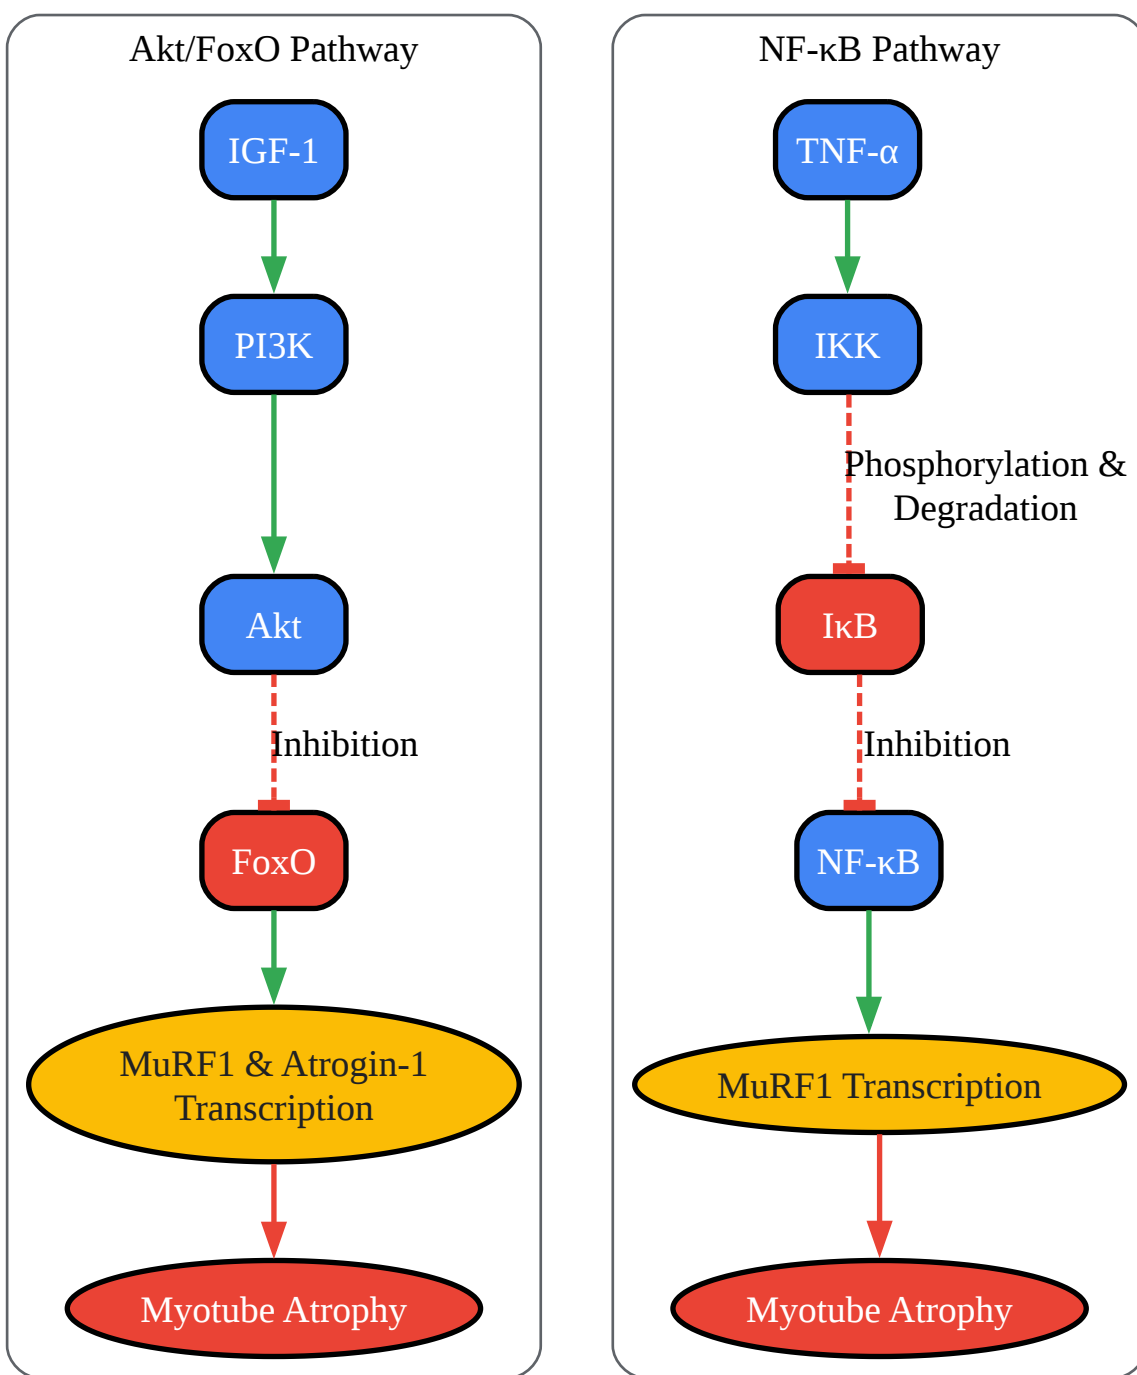 Akt/FoxO Pathway
IGF-1
PI3K
Akt
Inhibition
FoxO
MuRF1 & Atrogin-1
Transcription
Myotube Atrophy
NF-κB Pathway
TNF-α
IKK
Phosphorylation &
Degradation
IκB
Inhibition
NF-κB
MuRF1 Transcription
Myotube Atrophy